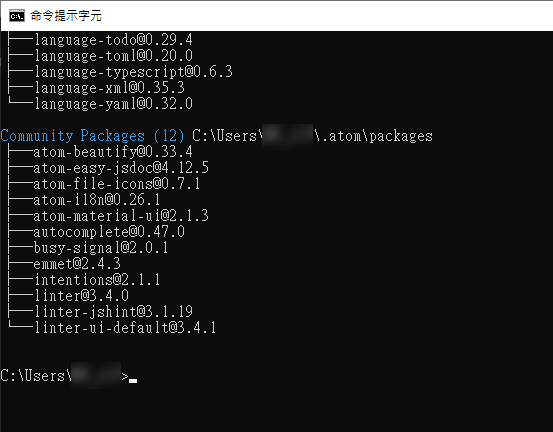 命令提示字元
├──language-todo@0.29.4
├──language-toml@0.20.0
├──language-typescript@0.6.3
├──language-xml@0.35.3
└──language-yaml@0.32.0
Community Packages (12) C:\Users\ \.atom\packages
├──atom-beautify@0.33.4
├──atom-easy-jsdoc@4.12.5
├──atom-file-icons@0.7.1
├──atom-i18n@0.26.1
├──atom-material-ui@2.1.3
├──autocomplete@0.47.0
├──busy-signal@2.0.1
├──emmet@2.4.3
├──intentions@2.1.1
├──linter@3.4.0
├──linter-jshint@3.1.19
└──linter-ui-default@3.4.1
C:\Users\ >